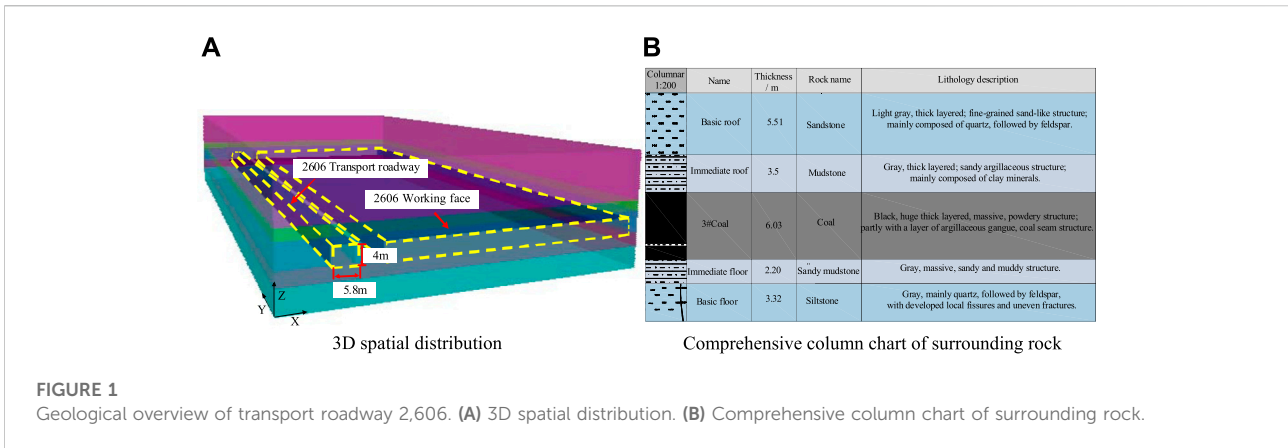 A
B
2606 Transport roadway
2606 Working face
4m
5.8m
Z
Y
X
3D spatial distribution
Columnar
1:200
Name
Thickness
/ m
Rock name
Lithology description
Basic roof
5.51
Sandstone
Light gray, thick layered; fine-grained sand-like structure;
mainly composed of quartz, followed by feldspar.
Immediate roof
3.5
Mudstone
Gray, thick layered; sandy argillaceous structure;
mainly composed of clay minerals.
3#Coal
6.03
Coal
Black, huge thick layered, massive, powdery structure;
partly with a layer of argillaceous gangue, coal seam structure.
Immediate floor
2.20
Sandy mudstone
Gray, massive, sandy and muddy structure.
Basic floor
3.32
Siltstone
Gray, mainly quartz, followed by feldspar,
with developed local fissures and uneven fractures.
Comprehensive column chart of surrounding rock
FIGURE 1
Geological overview of transport roadway 2,606. (A) 3D spatial distribution. (B) Comprehensive column chart of surrounding rock.